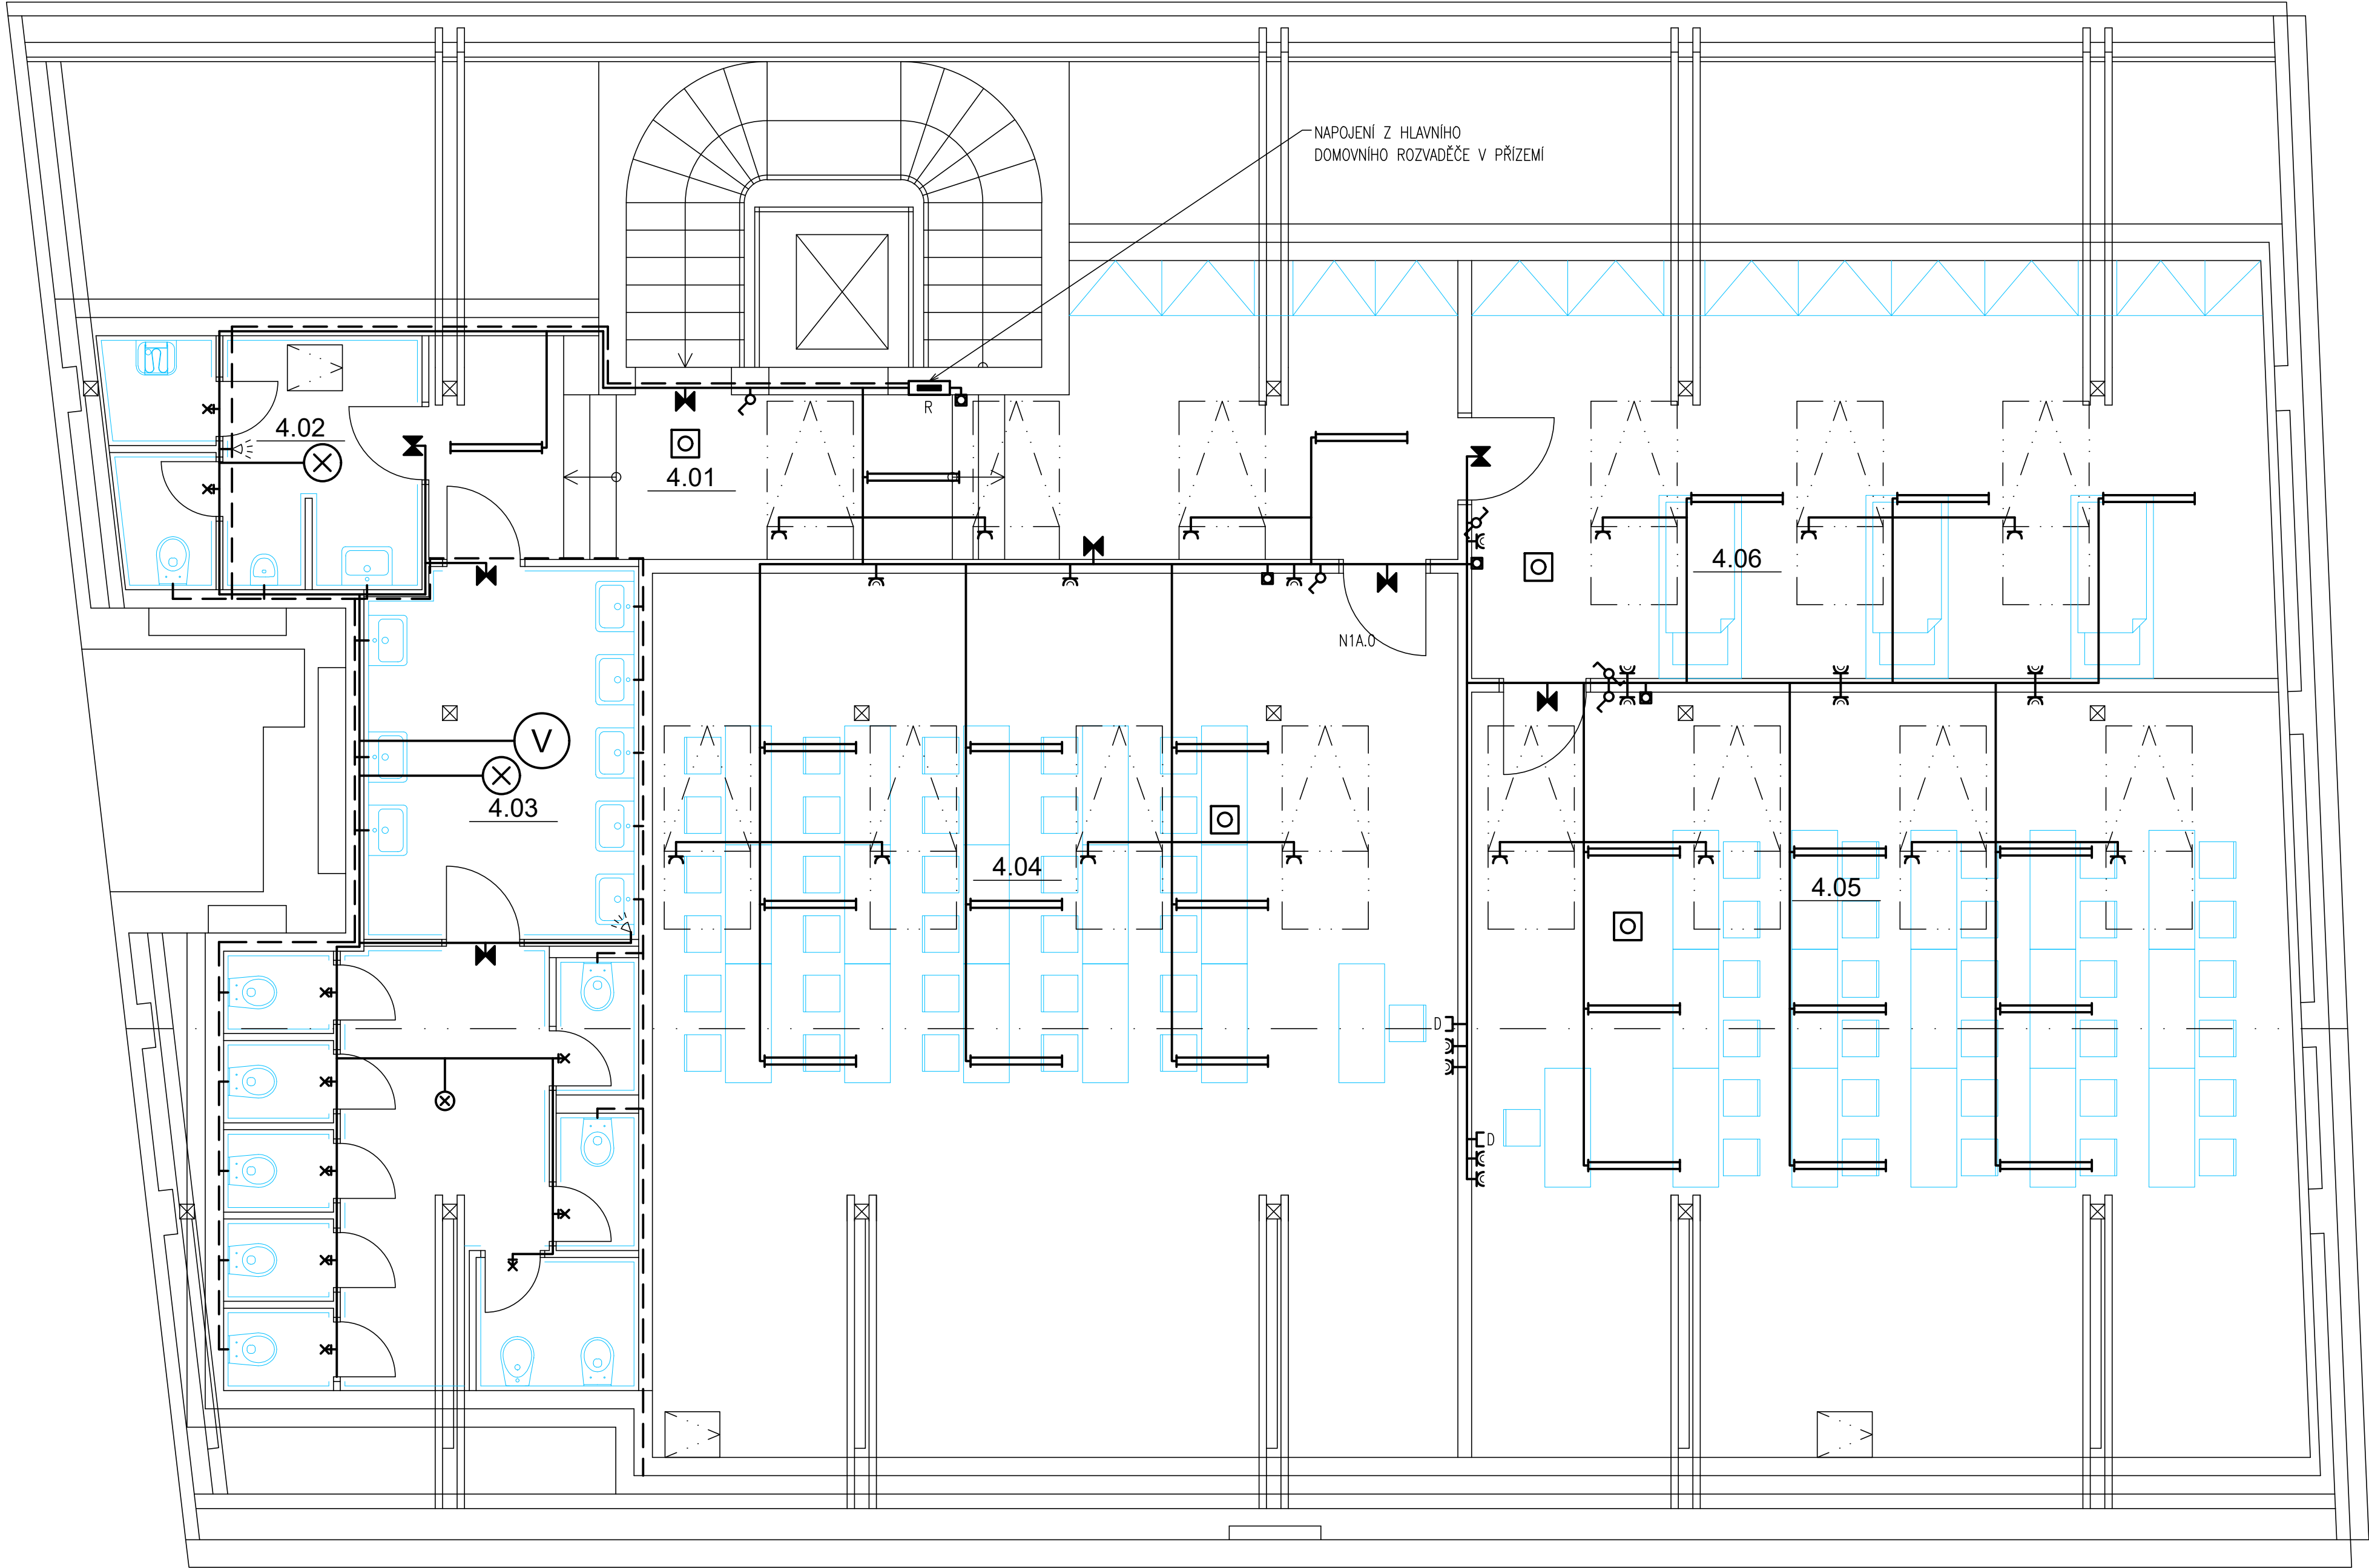 NAPOJENÍ Z HLAVNÍHO
DOMOVNÍHO ROZVADĚČE V PŘÍZEMÍ
R
4.02
4.01
4.06
N1A.0
V
4.03
4.04
4.05
D
D